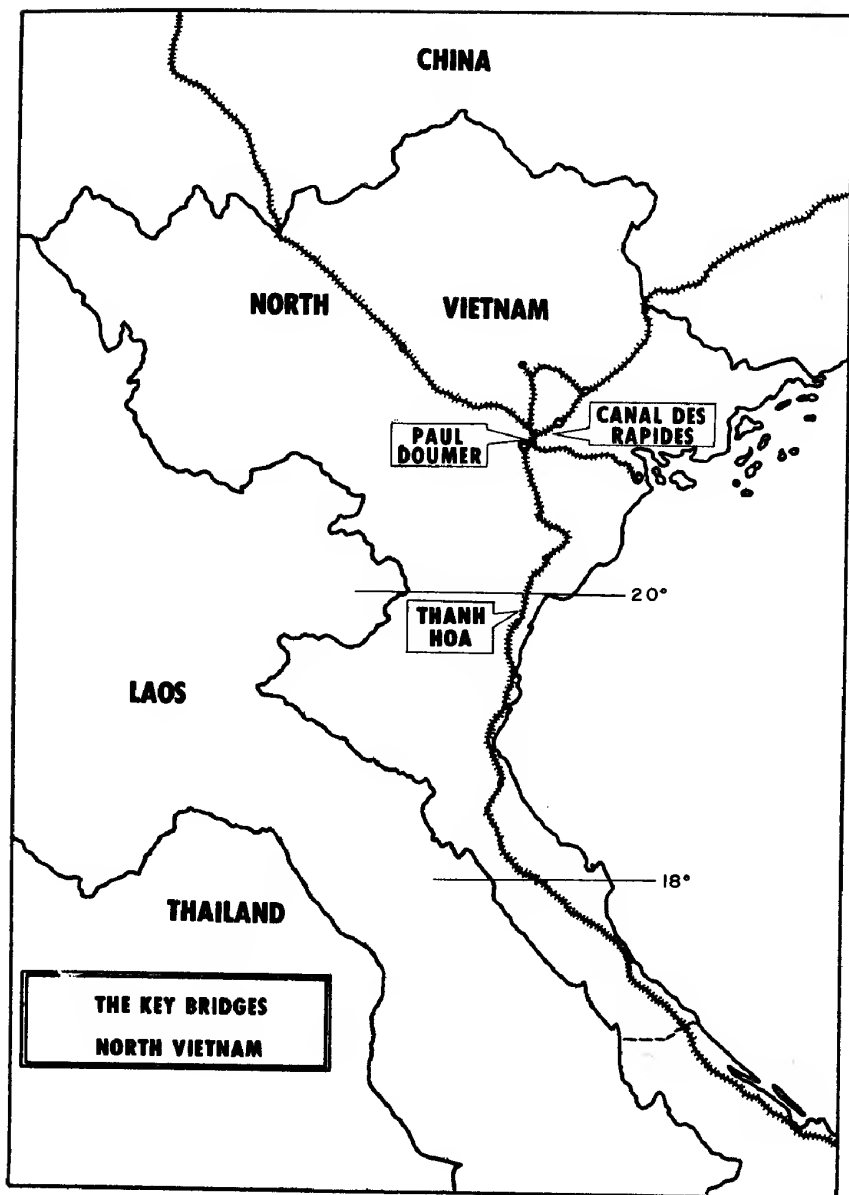 CHINA
NORTH VIETNAM
CANAL DES
RAPIDES
PAUL
DOUMER
20°
THANH
HOA
LAOS
18°
THAILAND
THE KEY BRIDGES
NORTH VIETNAM